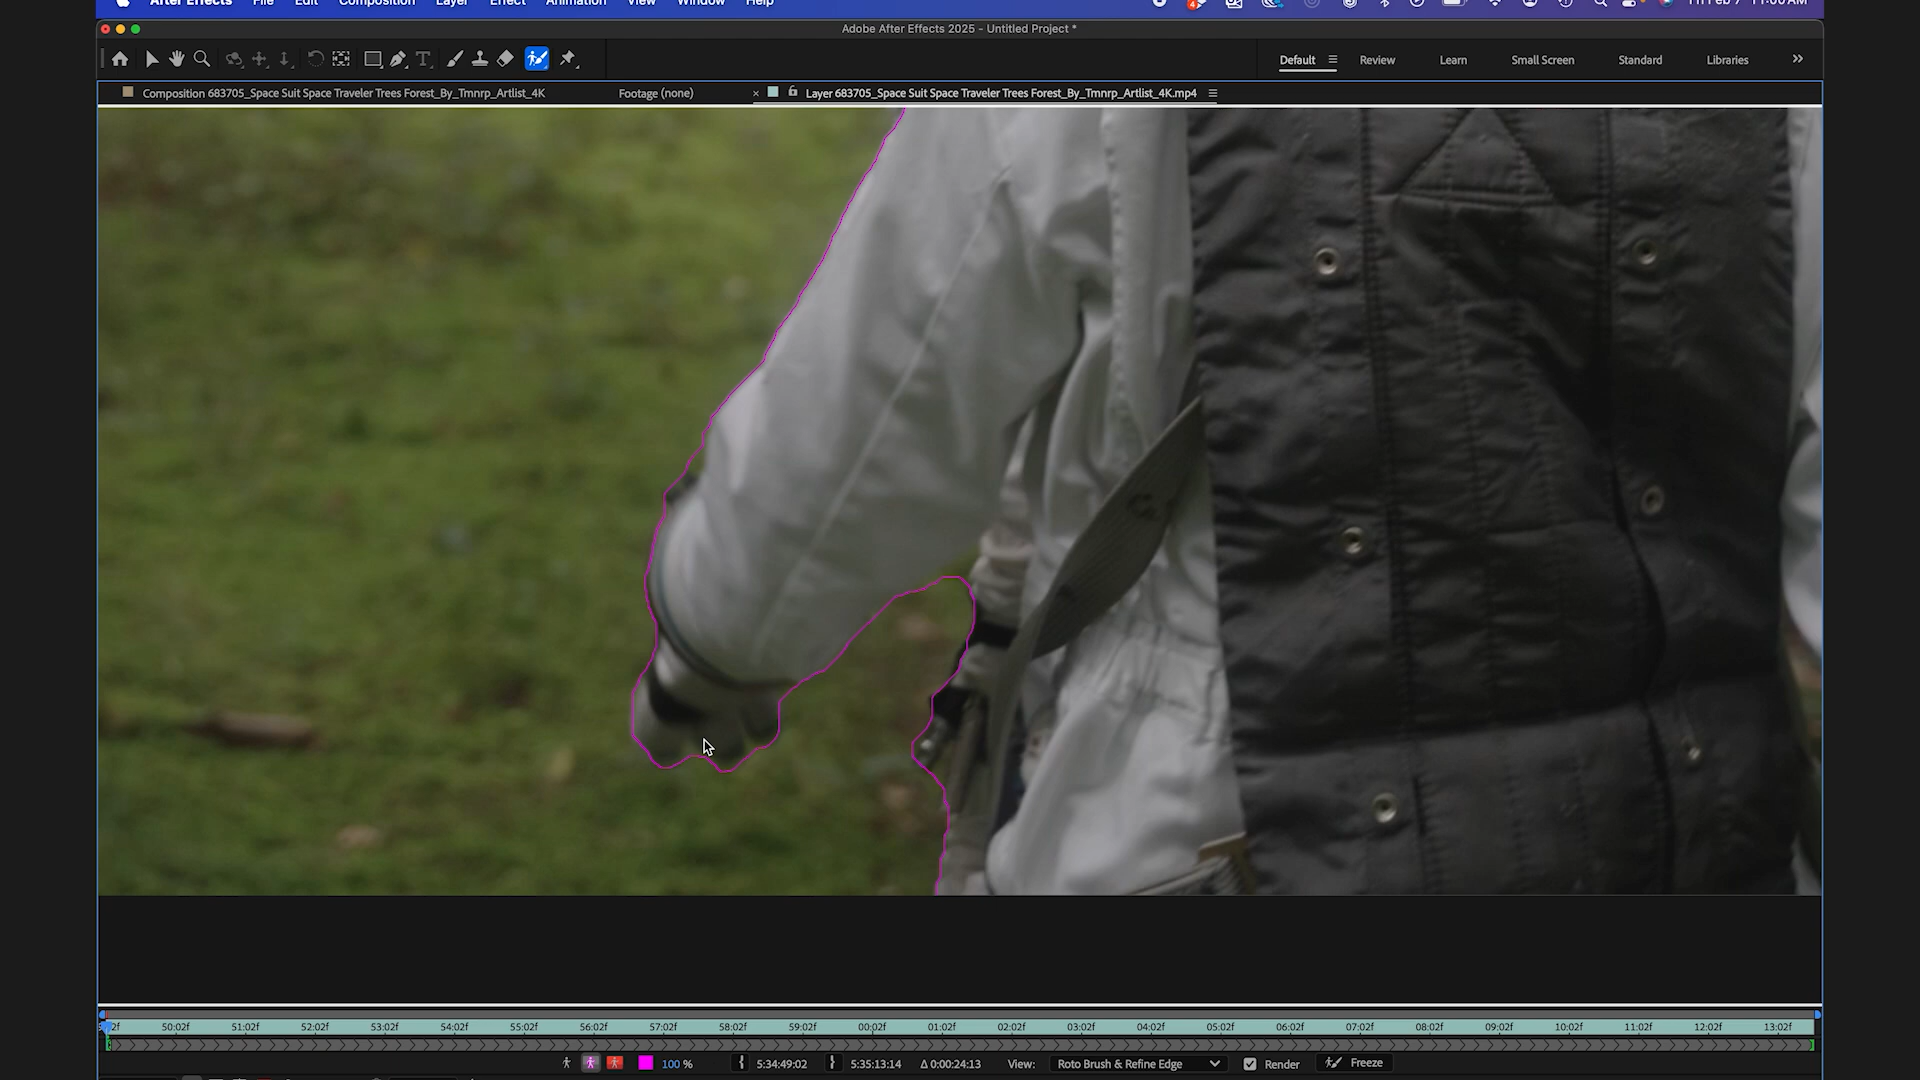 After Effects File Edit Composition Layer Effect Animation View Window Help
Adobe After Effects 2025 - Untitled Project *
Default Review Learn Small Screen Standard Libraries
Composition 683705_Space Suit Space Traveler Trees Forest_By_Tmnrp_Artlist_4K Footage (none) Layer 683705_Space Suit Space Traveler Trees Forest_By_Tmnrp_Artlist_4K.mp4
50:02f 51:02f 52:02f 53:02f 54:02f 55:02f 56:02f 57:02f 58:02f 59:02f 00:02f 01:02f 02:02f 03:02f 04:02f 05:02f 06:02f 07:02f 08:02f 09:02f 10:02f 11:02f 12:02f 13:02f
100 % 5:34:49:02 5:35:13:14 Δ 0:00:24:13 View: Roto Brush & Refine Edge Render Freeze